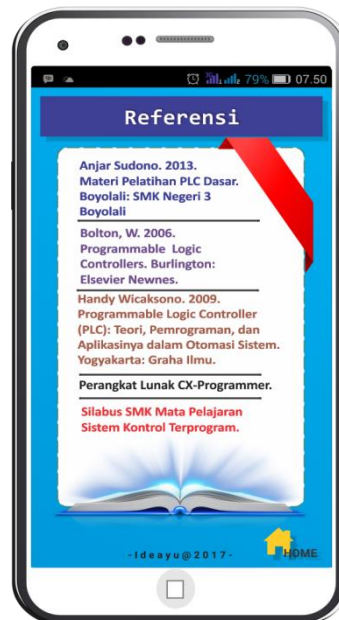 79% 07.50
Referensi
Anjar Sudono. 2013.
Materi Pelatihan PLC Dasar.
Boyolali: SMK Negeri 3
Boyolali
Bolton, W. 2006.
Programmable Logic
Controllers. Burlington:
Elsevier Newnes.
Handy Wicaksono. 2009.
Programmable Logic Controller
(PLC): Teori, Pemrograman, dan
Aplikasinya dalam Otomasi Sistem.
Yogyakarta: Graha Ilmu.
Perangkat Lunak CX-Programmer.
Silabus SMK Mata Pelajaran
Sistem Kontrol Terprogram.
HOME
-Ideayu@2017-